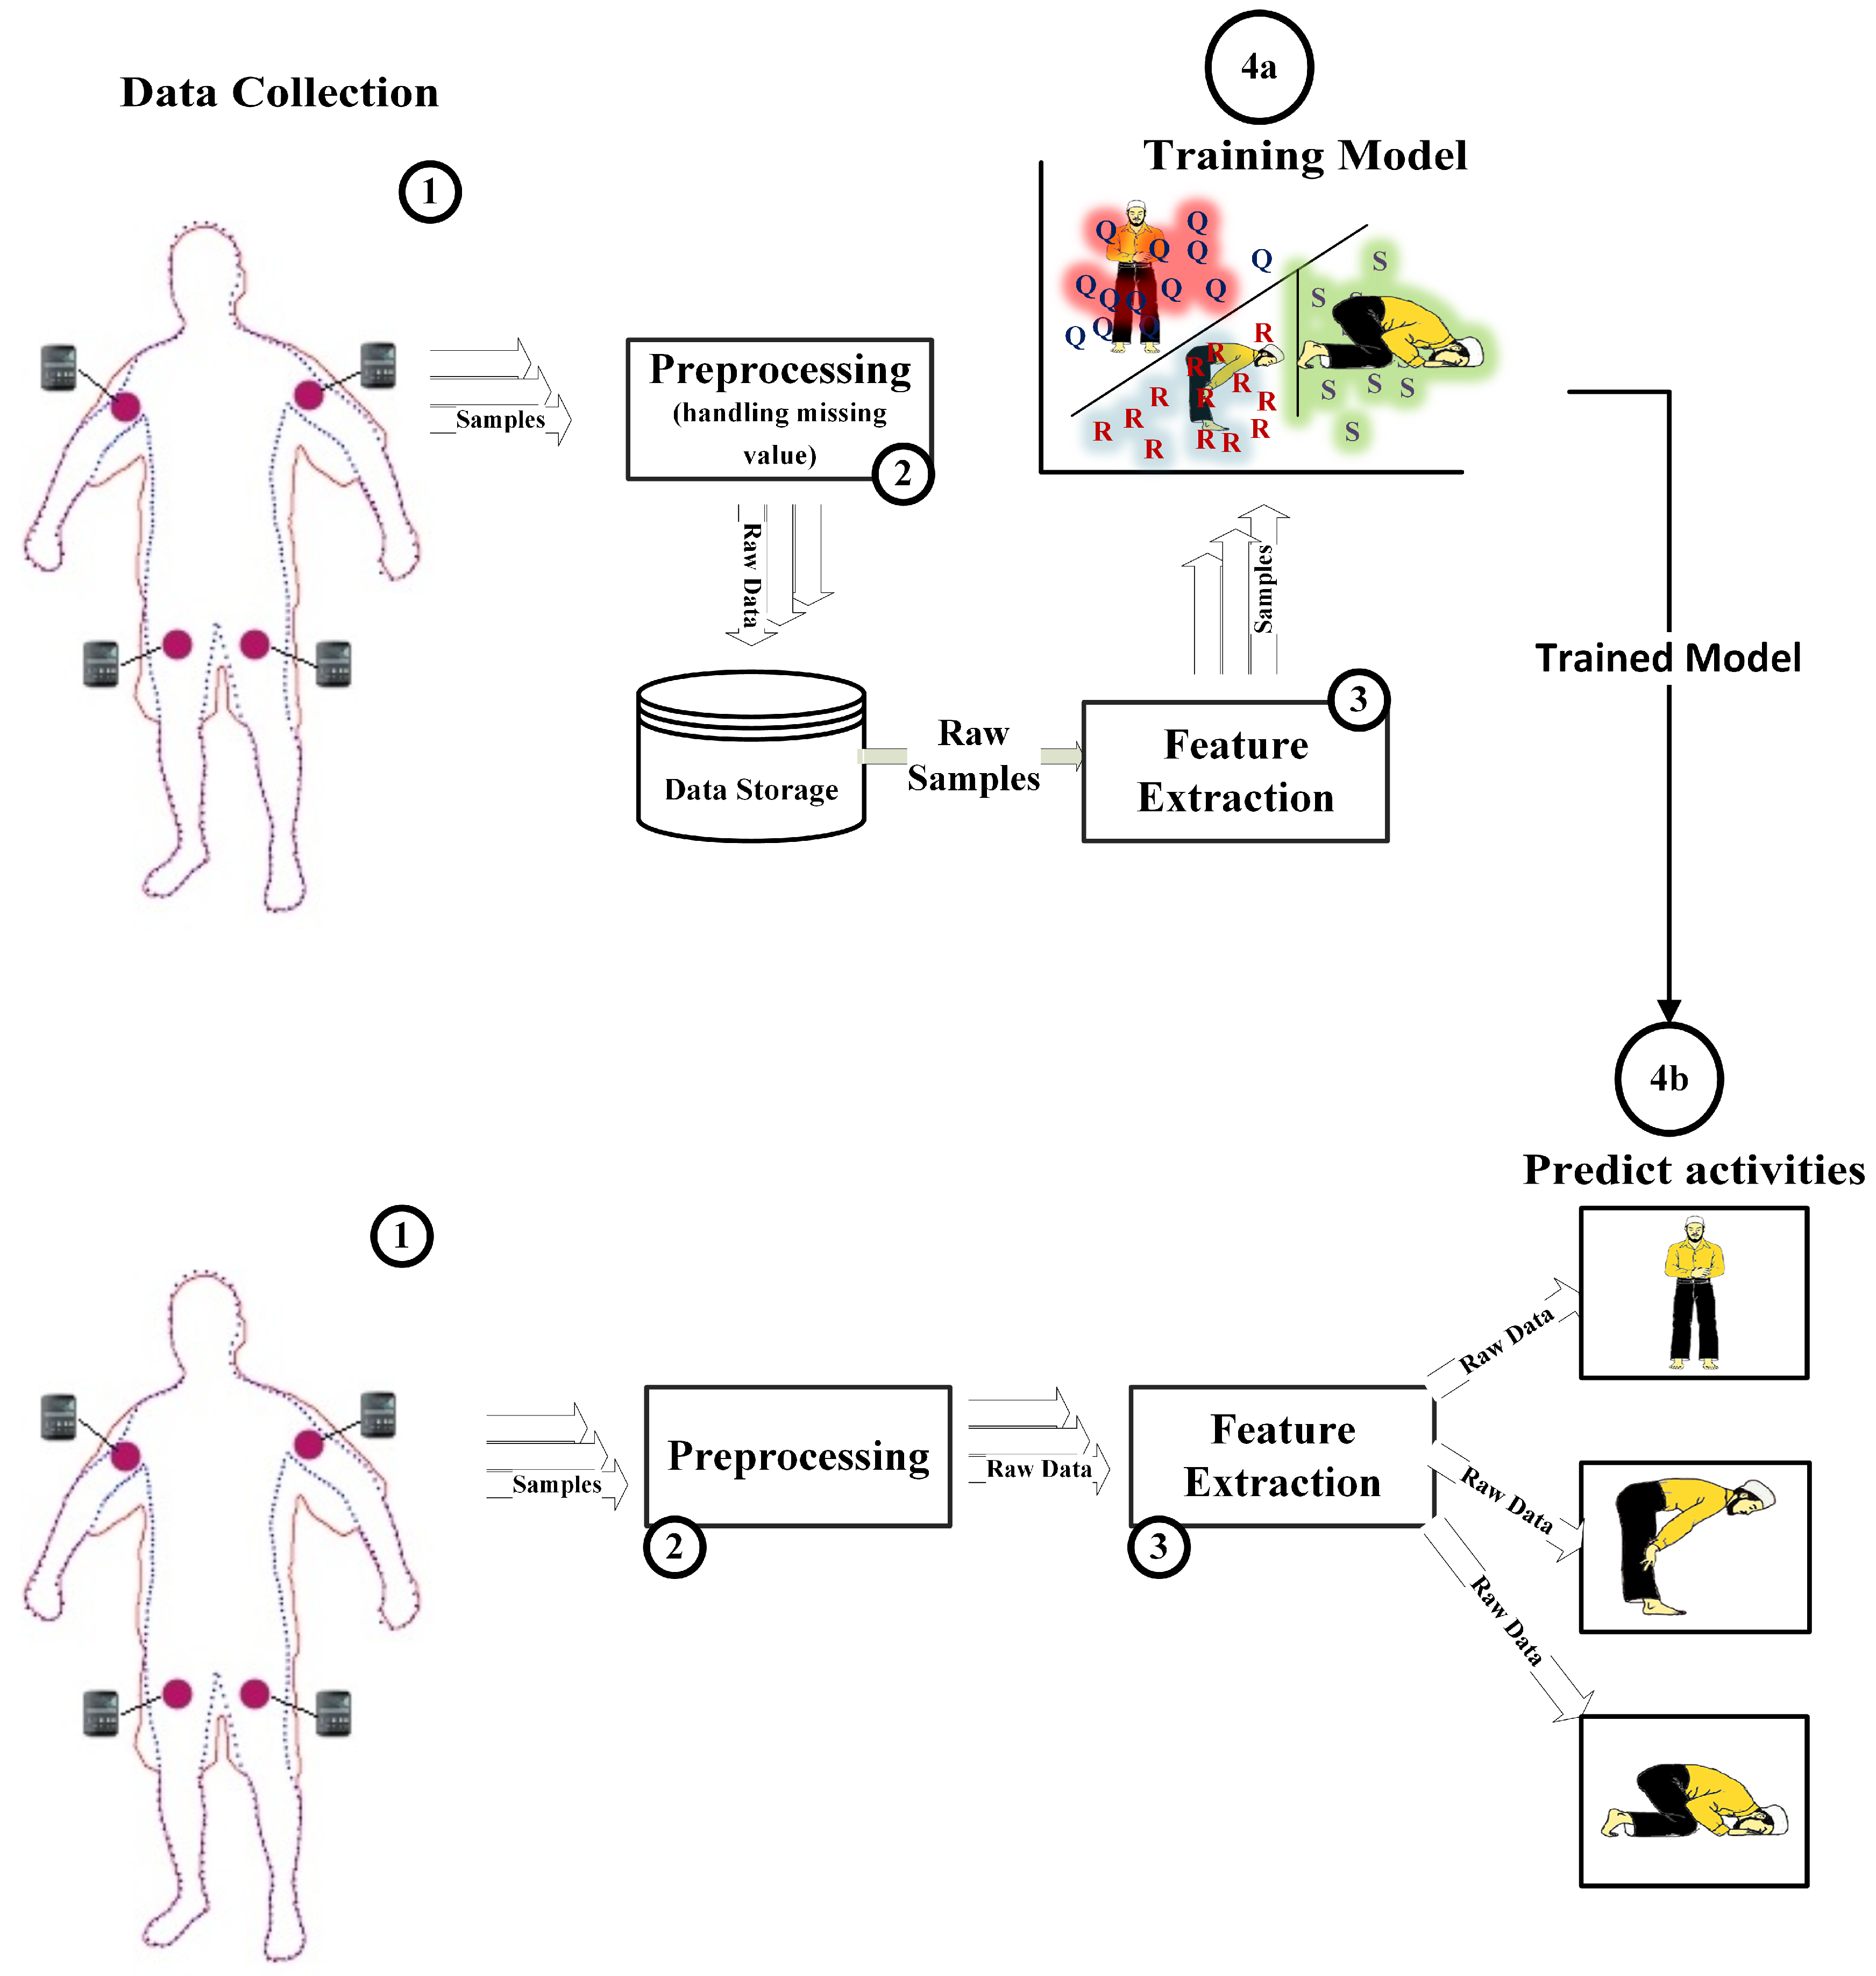 Data Collection
1
Samples
Preprocessing
(handling missing
value)
2
Raw Data
Data Storage
Raw
Samples
3
Feature
Extraction
Samples
4a
Training Model
Q
Q
Q
Q
Q
Q
Q
Q
Q
Q
Q
Q
Q
Q
R
R
R
R
R
R
R
R
R
R
R
R
R
S
S
S
S
S
S
Trained Model
4b
Predict activities
1
Samples
Preprocessing
2
Raw Data
Feature
Extraction
3
Raw Data
Raw Data
Raw Data